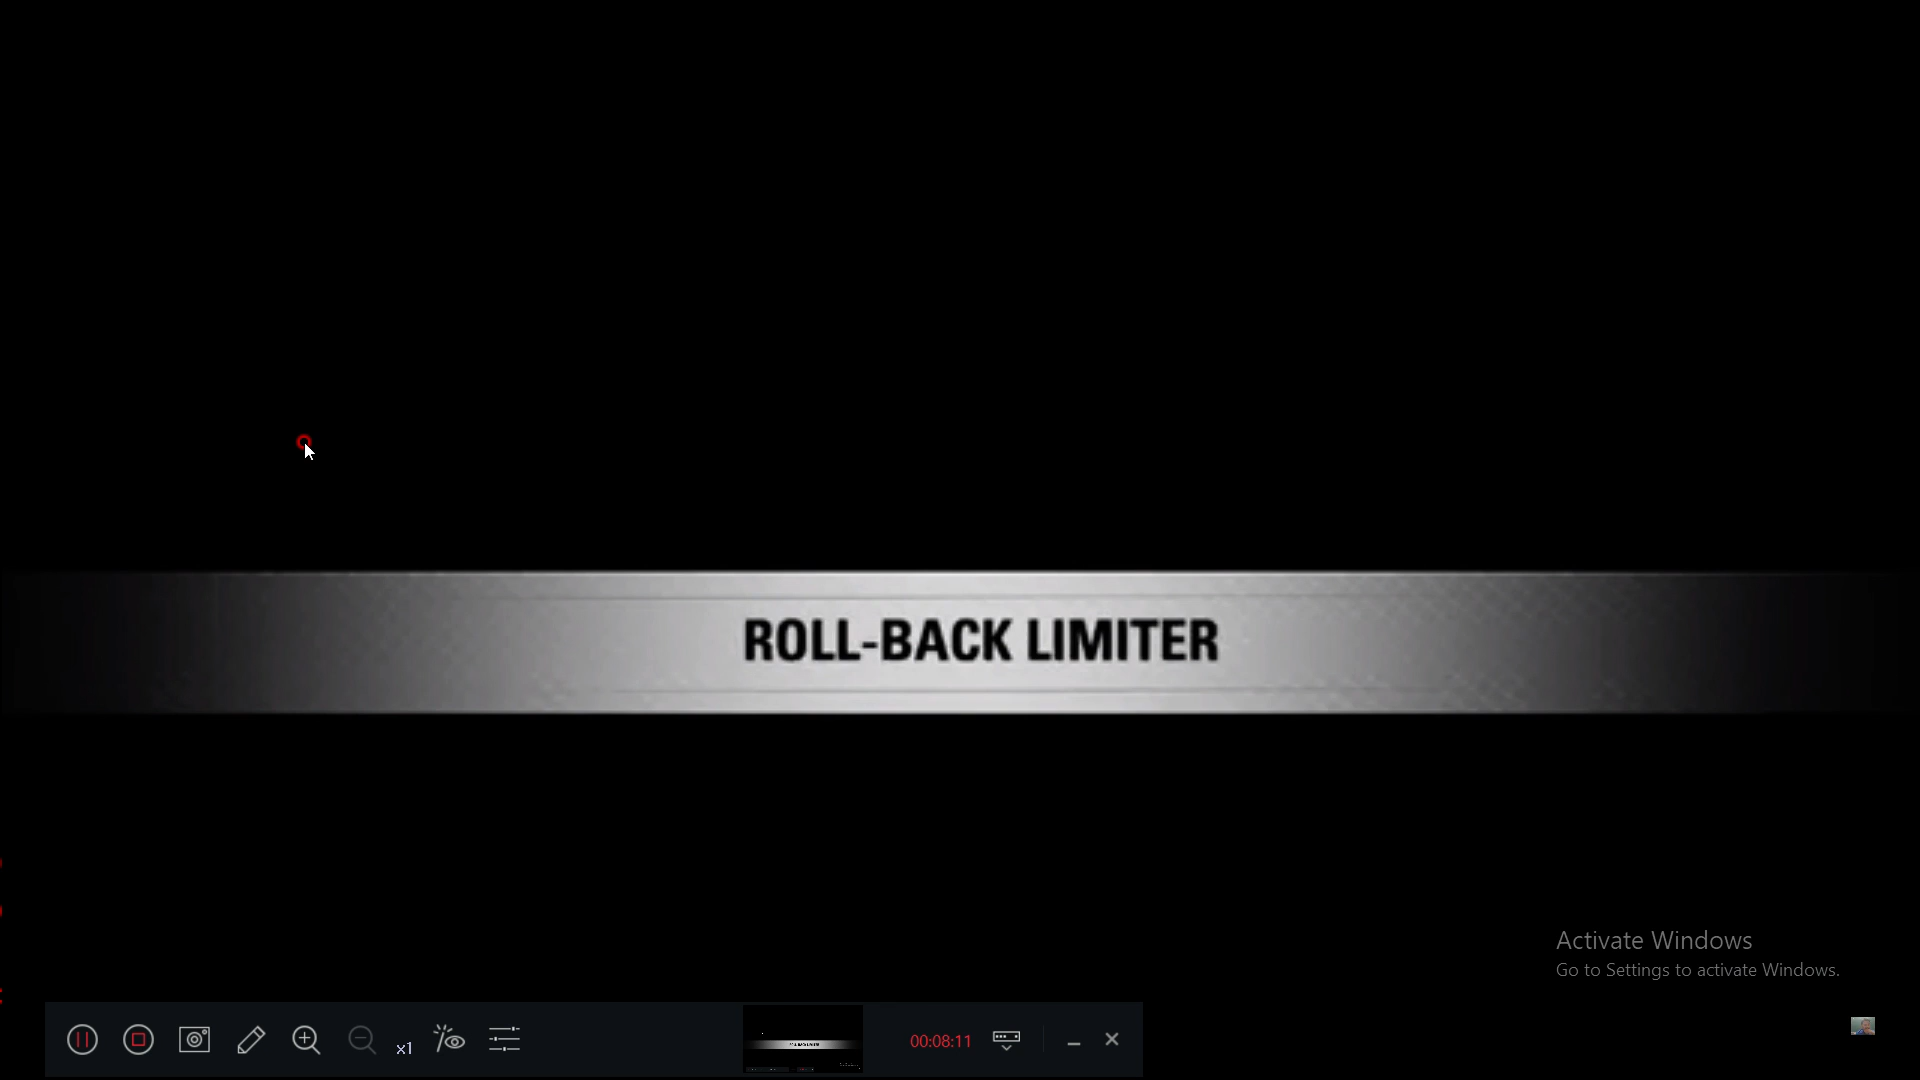 ROLL-BACK LIMITER
Activate Windows
Go to Settings to activate Windows.
x1
00:08:11